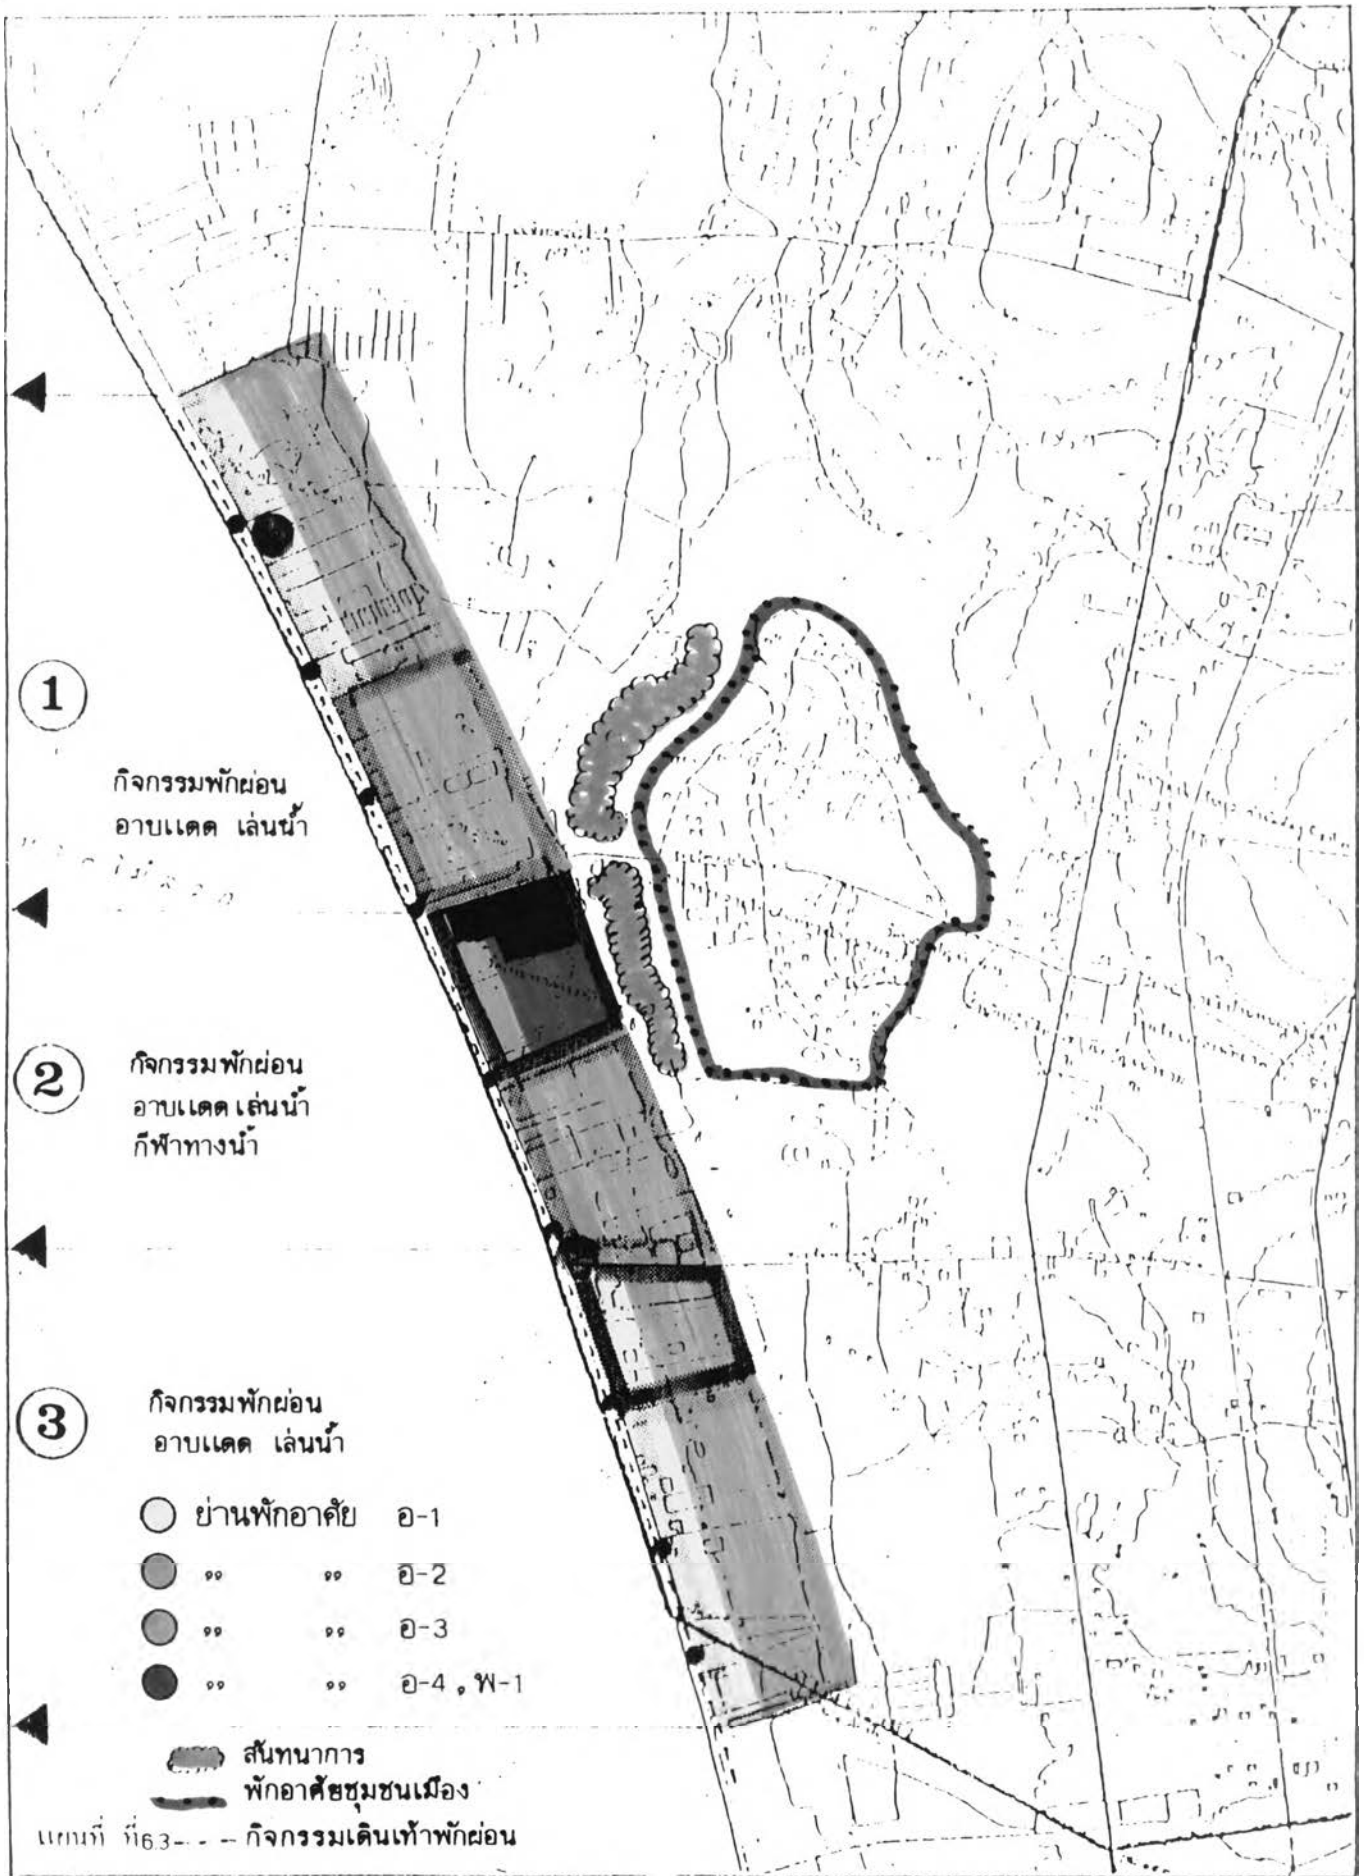 1
กิจกรรมพักผ่อน
อาบแดด เล่นน้ำ
2
กิจกรรมพักผ่อน
อาบแดด เล่นน้ำ
กีฬาทางน้ำ
3
กิจกรรมพักผ่อน
อาบแดด เล่นน้ำ
ย่านพักอาศัย อ-1
” ” อ-2
” ” อ-3
” ” อ-4 , พ-1
สันทนาการ
พักอาศัยชุมชนเมือง
แผนที่ ที่6.3 - - - กิจกรรมเดินเท้าพักผ่อน